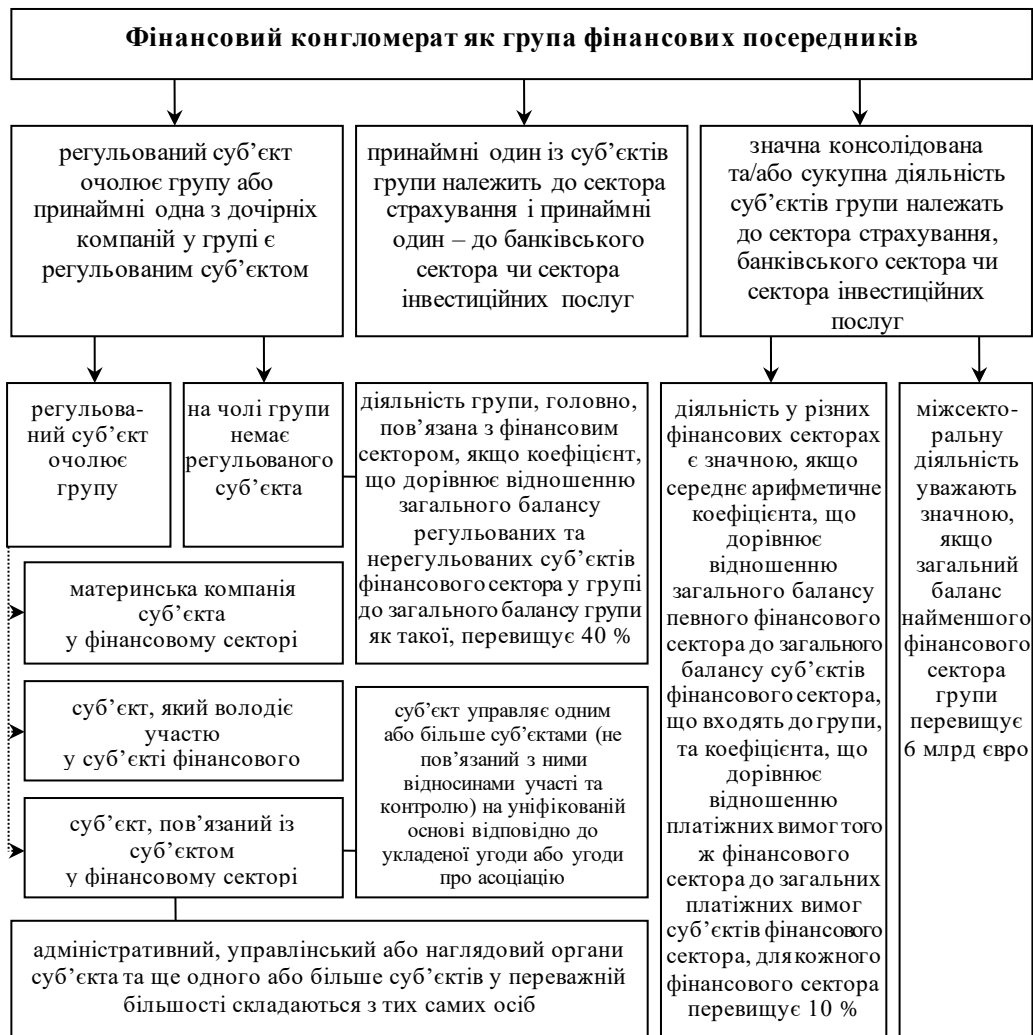 Фінансовий конгломерат як група фінансових посередників
регульований суб’єкт
очолює групу або
принаймні одна з дочірніх
компаній у групі є
регульованим суб’єктом
принаймні один із суб’єктів
групи належить до сектора
страхування і принаймні
один – до банківського
сектора чи сектора
інвестиційних послуг
значна консолідована
та/або сукупна діяльність
суб’єктів групи належать
до сектора страхування,
банківського сектора чи
сектора інвестиційних
послуг
регульова-
ний суб’єкт
очолює
групу
на чолі групи
немає
регульованого
суб’єкта
діяльність групи, головно,
пов’язана з фінансовим
сектором, якщо коефіцієнт,
що дорівнює відношенню
загального балансу
регульованих та
нерегульованих суб’єктів
фінансового сектора у групі
до загального балансу групи
як такої, перевищує 40 %
діяльність у різних
фінансових секторах
є значною, якщо
середнє арифметичне
коефіцієнта, що
дорівнює
відношенню
загального балансу
певного фінансового
сектора до загального
балансу суб’єктів
фінансового сектора,
що входять до групи,
та коефіцієнта, що
дорівнює
відношенню
платіжних вимог того
ж фінансового
сектора до загальних
платіжних вимог
суб’єктів фінансового
сектора, для кожного
фінансового сектора
перевищує 10 %
міжсекто-
ральну
діяльність
уважають
значною,
якщо
загальний
баланс
найменшого
фінансового
сектора
групи
перевищує
6 млрд євро
материнська компанія
суб’єкта
у фінансовому секторі
суб’єкт, який володіє
участю
у суб’єкті фінансового
суб’єкт, пов’язаний із
суб’єктом
у фінансовому секторі
суб’єкт управляє одним
або більше суб’єктами (не
пов’язаний з ними
відносинами участі та
контролю) на уніфікованій
основі відповідно до
укладеної угоди або угоди
про асоціацію
адміністративний, управлінський або наглядовий органи
суб’єкта та ще одного або більше суб’єктів у переважній
більшості складаються з тих самих осіб